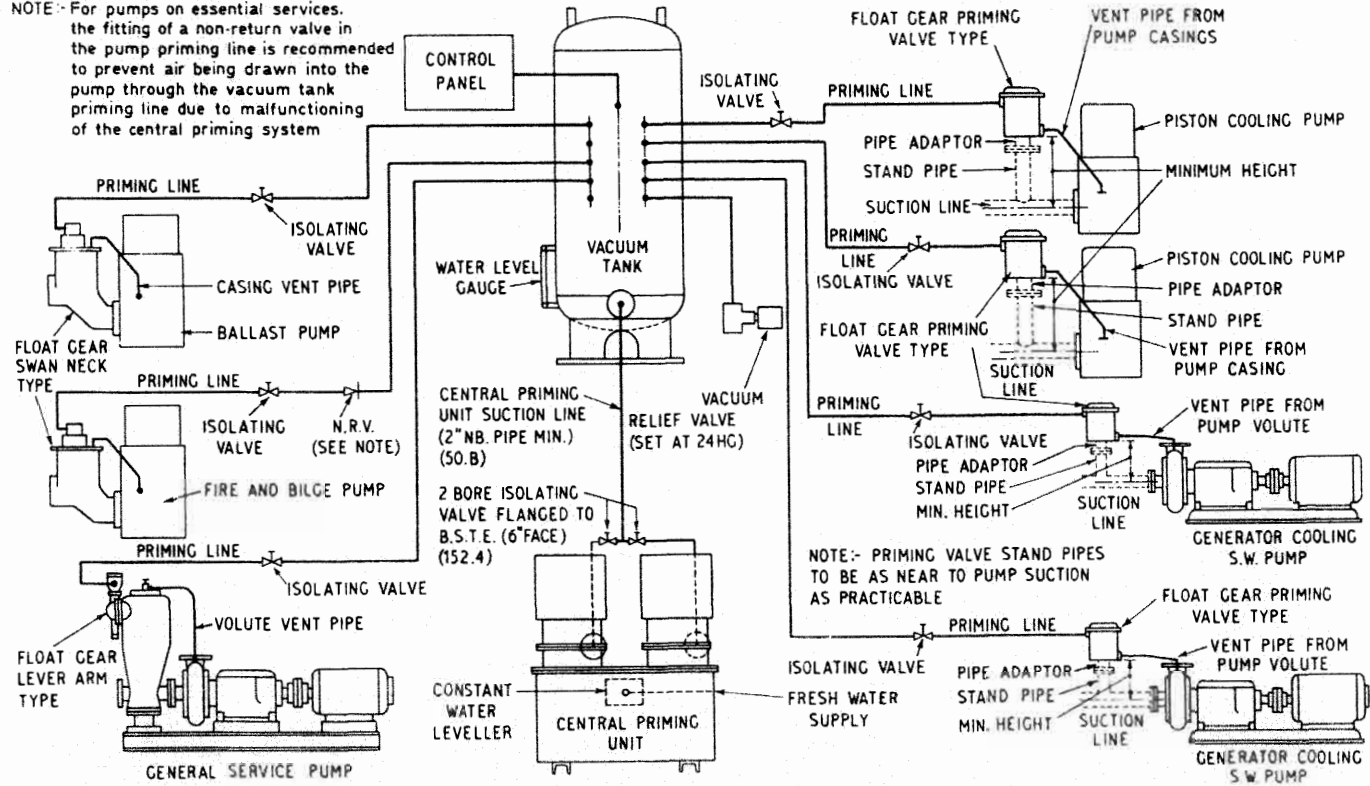 NOTE:- For pumps on essential services.
the fitting of a non-return valve in
the pump priming line is recommended
to prevent air being drawn into the
pump through the vacuum tank
priming line due to malfunctioning
of the central priming system
CONTROL
PANEL
ISOLATING
VALVE
PRIMING LINE
FLOAT GEAR PRIMING
VALVE TYPE
VENT PIPE FROM
PUMP CASINGS
PISTON COOLING PUMP
PIPE ADAPTOR
STAND PIPE
MINIMUM HEIGHT
SUCTION LINE
PRIMING LINE
ISOLATING
VALVE
CASING VENT PIPE
BALLAST PUMP
FLOAT GEAR
SWAN NECK
TYPE
WATER LEVEL
GAUGE
VACUUM
TANK
PRIMING
LINE
ISOLATING VALVE
PISTON COOLING PUMP
PIPE ADAPTOR
STAND PIPE
FLOAT GEAR PRIMING
VALVE TYPE
VENT PIPE FROM
PUMP CASING
SUCTION
LINE
PRIMING LINE
ISOLATING
VALVE
N.R.V.
(SEE NOTE)
FIRE AND BILGE PUMP
CENTRAL PRIMING
UNIT SUCTION LINE
(2"NB. PIPE MIN.)
(50.B)
VACUUM
RELIEF VALVE
(SET AT 24HG)
PRIMING
LINE
ISOLATING VALVE
VENT PIPE FROM
PUMP VOLUTE
PIPE ADAPTOR
STAND PIPE
MIN. HEIGHT
SUCTION
LINE
GENERATOR COOLING
S.W. PUMP
2 BORE ISOLATING
VALVE FLANGED TO
B.S.T.E. (6"FACE)
(152.4)
PRIMING LINE
ISOLATING VALVE
VOLUTE VENT PIPE
FLOAT GEAR
LEVER ARM
TYPE
GENERAL SERVICE PUMP
CONSTANT
WATER
LEVELLER
CENTRAL PRIMING
UNIT
FRESH WATER
SUPPLY
NOTE:- PRIMING VALVE STAND PIPES
TO BE AS NEAR TO PUMP SUCTION
AS PRACTICABLE
PRIMING LINE
ISOLATING VALVE
FLOAT GEAR PRIMING
VALVE TYPE
VENT PIPE FROM
PUMP VOLUTE
PIPE ADAPTOR
STAND PIPE
MIN. HEIGHT
SUCTION
LINE
GENERATOR COOLING
S.W. PUMP